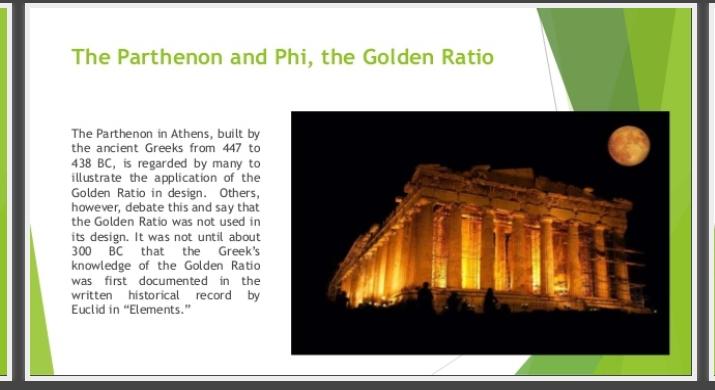 The Parthenon and Phi, the Golden Ratio
The Parthenon in Athens, built by
the ancient Greeks from 447 to
438 BC, is regarded by many to
illustrate the application of the
Golden Ratio in design. Others,
however, debate this and say that
the Golden Ratio was not used in
its design. It was not until about
300 BC that the Greek's
knowledge of the Golden Ratio
was first documented in the
written historical record by
Euclid in “Elements.”